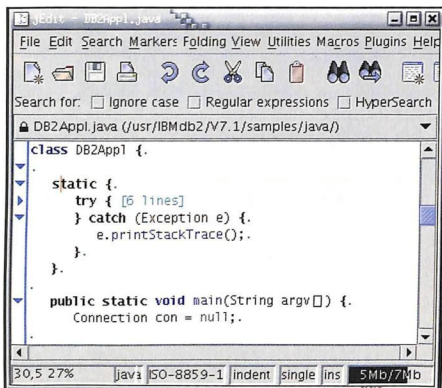 jEdit - DB2Appl.java
File Edit Search Markers Folding View Utilities Macros Plugins Help
Search for: Ignore case Regular expressions HyperSearch
DB2Appl.java (/usr/IBMdb2/V7.1/samples/java/)
class DB2Appl {.
.
static {.
try { [6 lines]
} catch (Exception e) {.
e.printStackTrace();.
}.
}.
.
public static void main(String argv[]) {.
Connection con = null;.
.
30,5 27% java ISO-8859-1 indent single ins 5Mb/7Mb